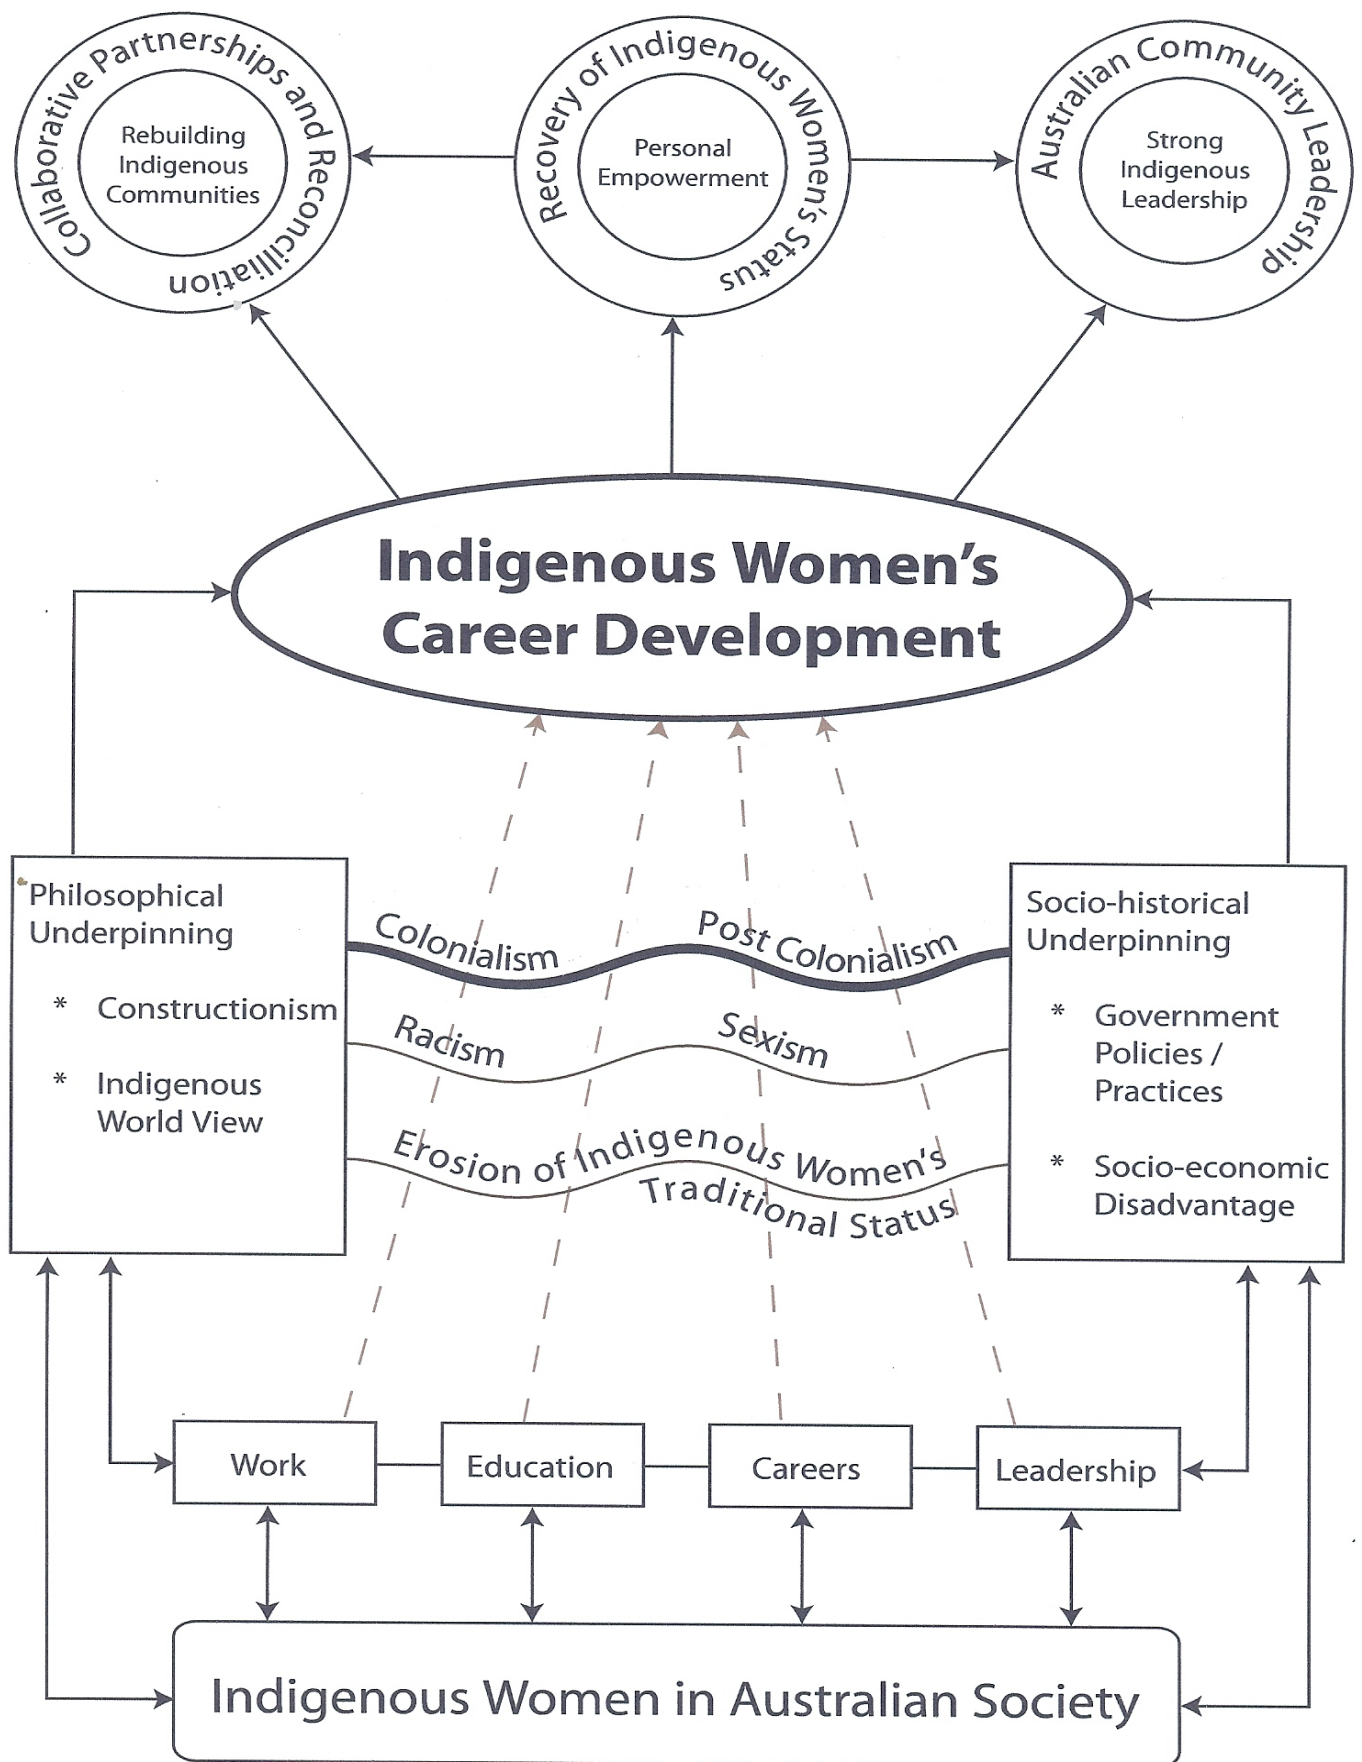 Collaborative Partnerships and Reconcilliation
Rebuilding
Indigenous
Communities
Recovery of Indigenous Women's Status
Personal
Empowerment
Australian Community Leadership
Strong
Indigenous
Leadership
Indigenous Women's
Career Development
Philosophical
Underpinning
* Constructionism
* Indigenous
World View
Colonialism
Post Colonialism
Racism
Sexism
Erosion of Indigenous Women's
Traditional Status
Socio-historical
Underpinning
* Government
Policies /
Practices
* Socio-economic
Disadvantage
Work
Education
Careers
Leadership
Indigenous Women in Australian Society